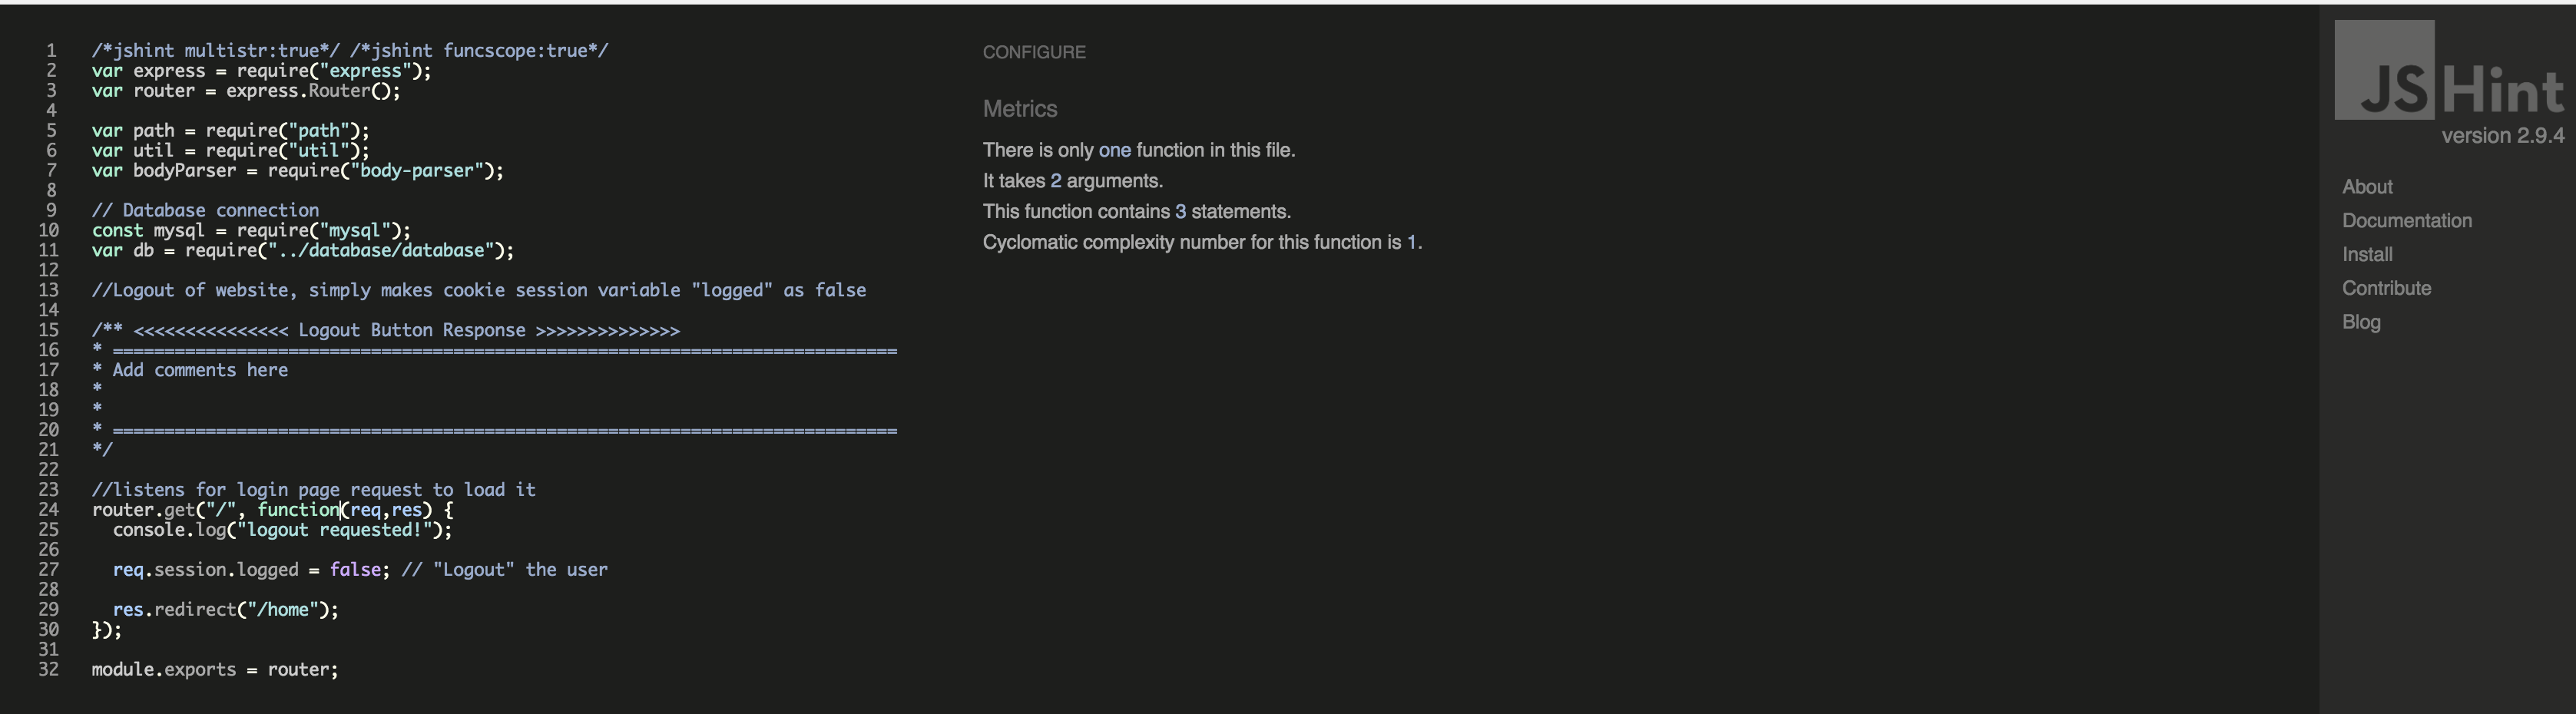 1 /*jshint multistr:true*/ /*jshint funcscope:true*/
2 var express = require("express");
3 var router = express.Router();
4
5 var path = require("path");
6 var util = require("util");
7 var bodyParser = require("body-parser");
8
9 // Database connection
10 const mysql = require("mysql");
11 var db = require("../database/database");
12
13 //Logout of website, simply makes cookie session variable "logged" as false
14
15 /** <<<<<<<<<<<<<<< Logout Button Response >>>>>>>>>>>>>>
16 * ============================================================================
17 * Add comments here
18 *
19 *
20 * ============================================================================
21 */
22
23 //listens for login page request to load it
24 router.get("/", function(req,res) {
25 console.log("logout requested!");
26
27 req.session.logged = false; // "Logout" the user
28
29 res.redirect("/home");
30 });
31
32 module.exports = router;
CONFIGURE
Metrics
There is only one function in this file.
It takes 2 arguments.
This function contains 3 statements.
Cyclomatic complexity number for this function is 1.
JSHint
version 2.9.4
About
Documentation
Install
Contribute
Blog